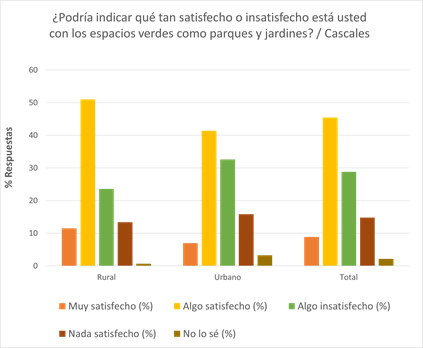 ¿Podría indicar qué tan satisfecho o insatisfecho está usted
con los espacios verdes como parques y jardines? / Cascales
% Respuestas
60
50
40
30
20
10
0
Rural Urbano Total
Muy satisfecho (%) Algo satisfecho (%) Algo insatisfecho (%)
Nada satisfecho (%) No lo sé (%)